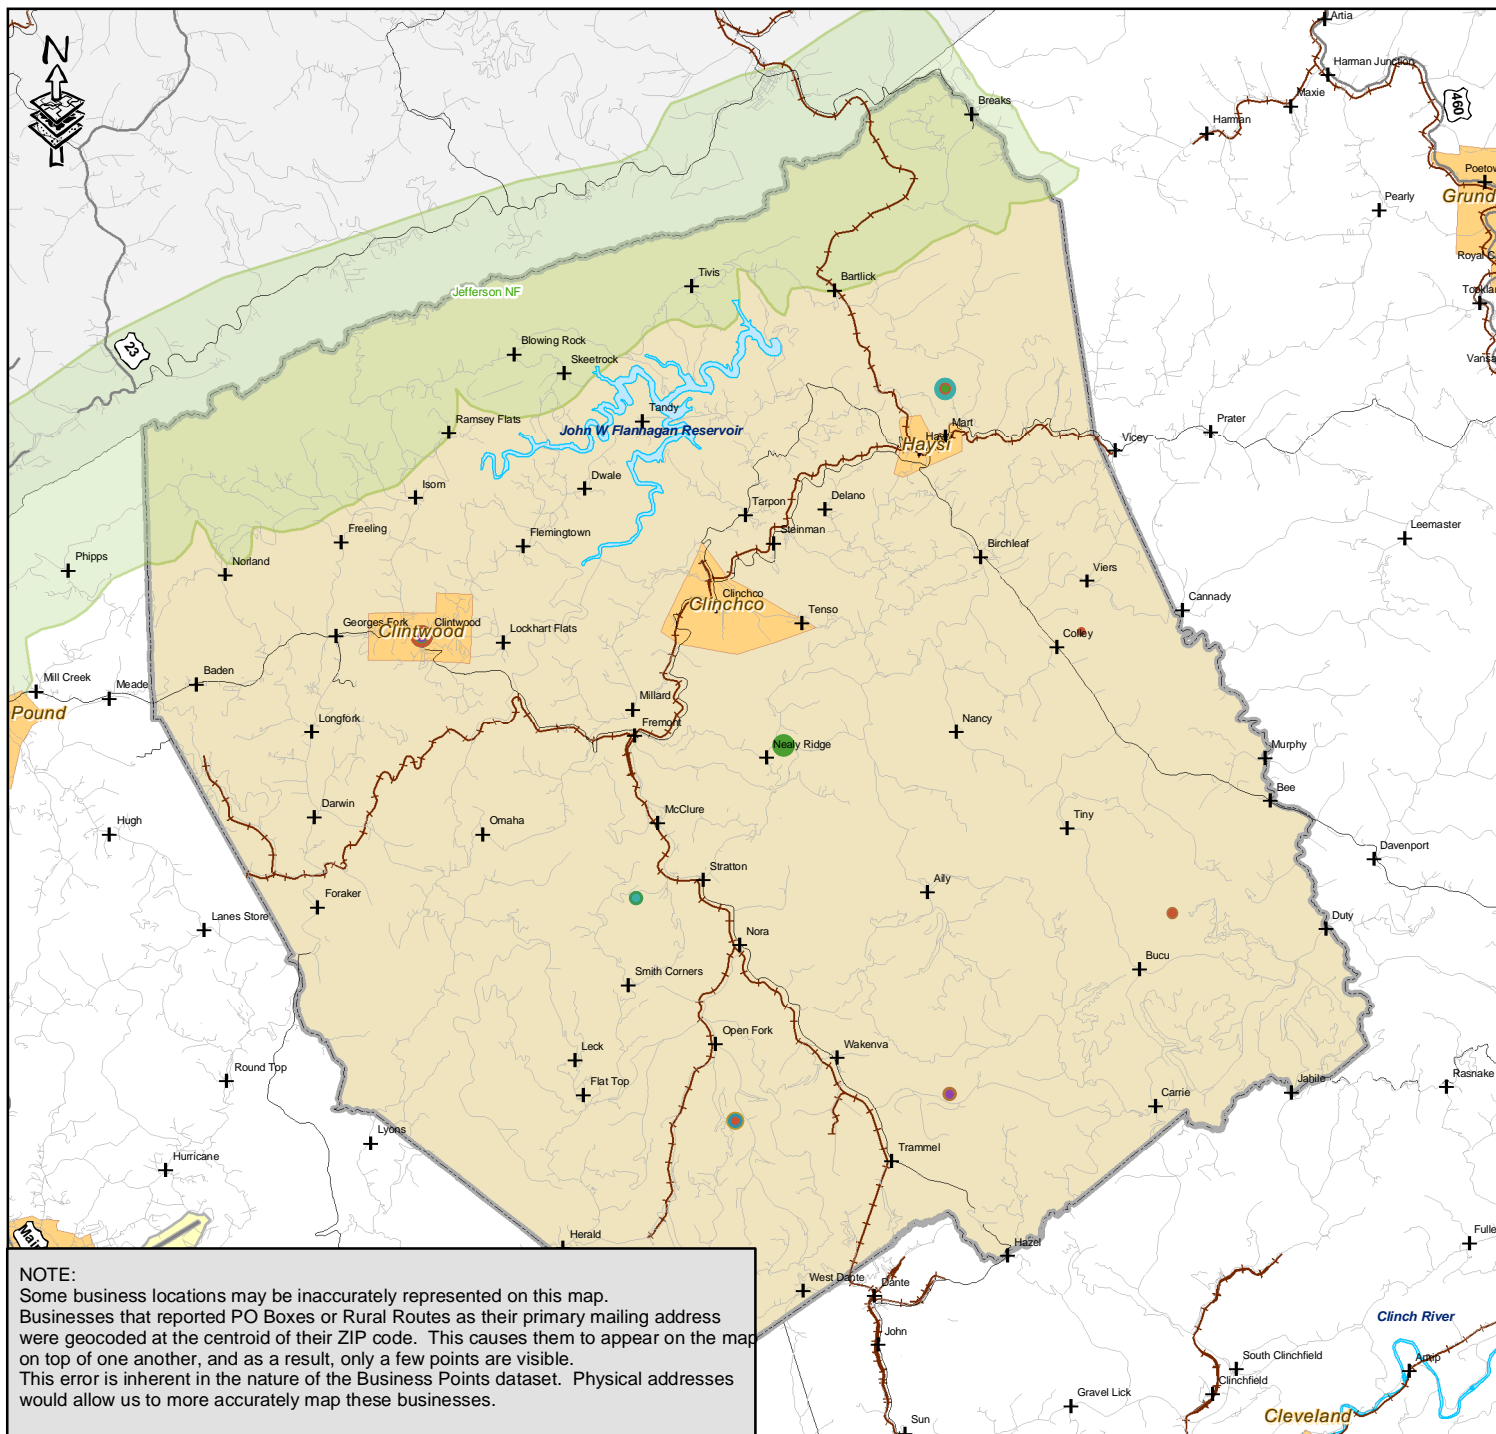 N
Artia
Harman Junction
460
Maxie
Breaks
Harman
Pearly
Jefferson NF
Tivis
Bartlick
23
Blowing Rock
Skeetrock
Tandy
John W Flannagan Reservoir
Ramsey Flats
Mart
Haysi
Vicey
Prater
Isom
Dwale
Tarpon
Delano
Steinman
Leemaster
Freeling
Flemingtown
Birchleaf
Phipps
Norland
Viers
Clinchco
Clinchco
Cannady
Georges Fork
Clintwood
Clintwood
Lockhart Flats
Tenso
Colley
Mill Creek
Meade
Baden
Pound
Millard
Longfork
Fremont
Nancy
Nealy Ridge
Murphy
Bee
Hugh
Darwin
Omaha
McClure
Tiny
Davenport
Stratton
Aily
Foraker
Lanes Store
Duty
Nora
Bucu
Smith Corners
Open Fork
Wakenva
Leck
Round Top
Flat Top
Jabile
Rasnake
Carrie
Lyons
Trammel
Hurricane
Herald
Hazel
West Dante
Dante
Clinch River
John
South Clinchfield
Artrip
Clinchfield
Gravel Lick
Cleveland
Sun
NOTE:
Some business locations may be inaccurately represented on this map.
Businesses that reported PO Boxes or Rural Routes as their primary mailing address
were geocoded at the centroid of their ZIP code.  This causes them to appear on the map
on top of one another, and as a result, only a few points are visible.
This error is inherent in the nature of the Business Points dataset.  Physical addresses
would allow us to more accurately map these businesses.